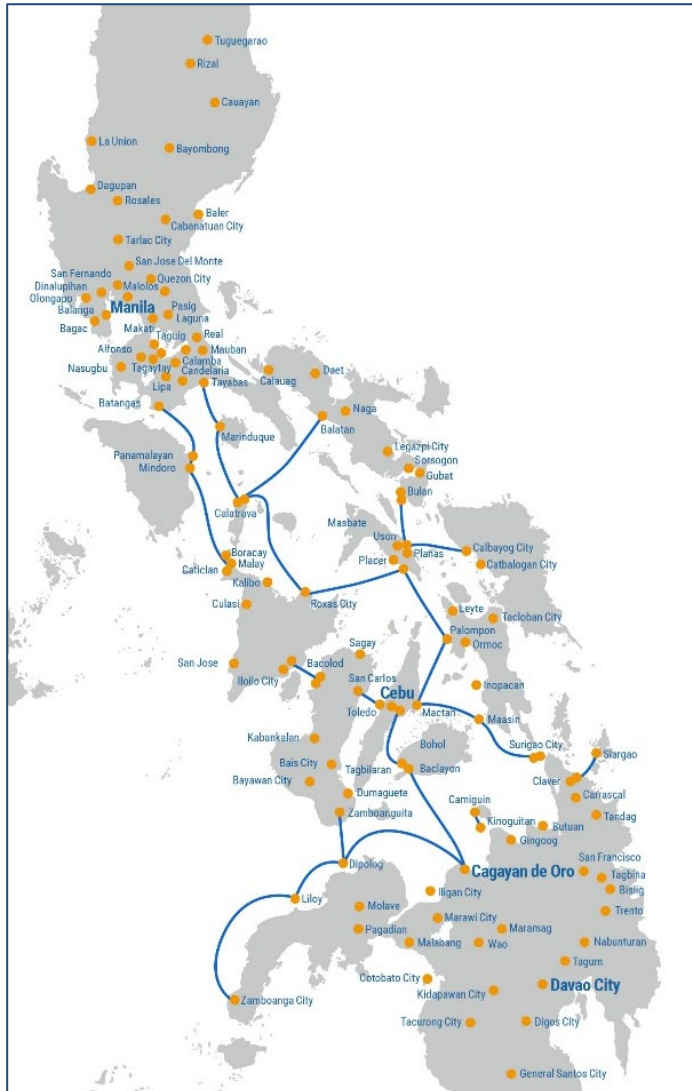 Tuguegarao
Rizal
Cauayan
La Union
Bayombong
Dagupan
Rosales
Baler
Cabanatuan City
Tarlac City
San Jose Del Monte
San Fernando
Quezon City
Dinalupihan
Malolos
Olongapo
Manila
Balanga
Pasig
Bagac
Laguna
Makati
Taguig
Real
Alfonso
Mauban
Calamba
Nasugbu
Tagaytay
Candelaria
Calauag
Daet
Lipa
Tayabas
Batangas
Naga
Balatan
Marinduque
Legazpi City
Panamalayan
Sorsogon
Mindoro
Gubat
Bulan
Calatrava
Masbate
Uson
Planas
Calbayog City
Boracay
Placer
Catbalogan City
Malay
Caticlan
Kalibo
Roxas City
Culasi
Leyte
Tacloban City
Palompon
Ormoc
Sagay
San Jose
Bacolod
Iloilo City
San Carlos
Cebu
Inopacan
Toledo
Mactan
Maasin
Kabankalan
Bohol
Surigao City
Siargao
Bais City
Tagbilaran
Baclayon
Claver
Bayawan City
Dumaguete
Carrascal
Camiguin
Zamboanguita
Kinoguitan
Butuan
Tandag
Gingoog
Dipolog
San Francisco
Cagayan de Oro
Tagbina
Liloy
Iligan City
Bislig
Molave
Marawi City
Trento
Pagadian
Maramag
Malabang
Wao
Nabunturan
Tagum
Cotobato City
Davao City
Kidapawan City
Zamboanga City
Tacurong City
Digos City
General Santos City